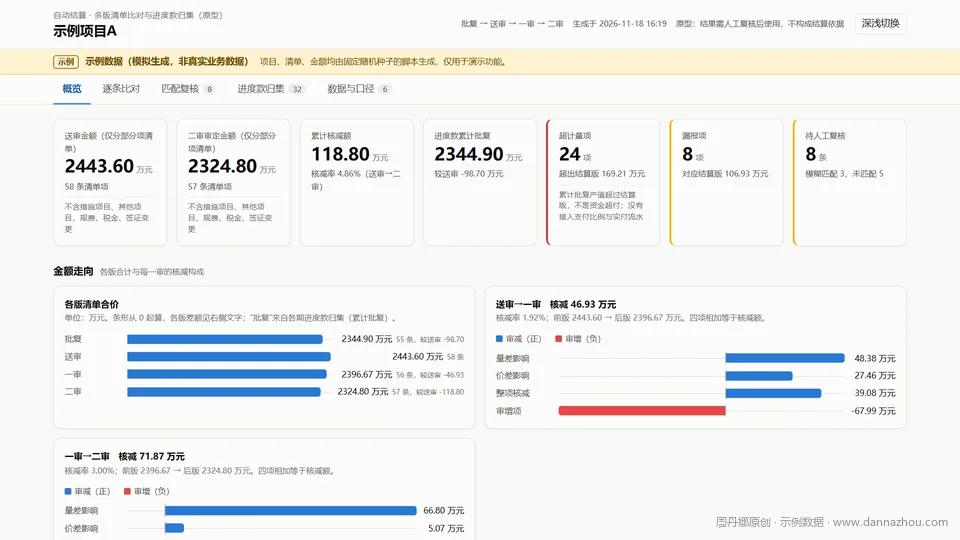 自动结算 · 多版清单比对与进度款归集（原型）
示例项目A
批复 → 送审 → 一审 → 二审 生成于 2026-11-18 16:19 原型：结果需人工复核后使用，不构成结算依据 深浅切换
示例 示例数据（模拟生成，非真实业务数据） 项目、清单、金额均由固定随机种子的脚本生成，仅用于演示功能。
概览 逐条比对 匹配复核 8 进度款归集 32 数据与口径 6
送审金额（仅分部分项清单）
2443.60 万元
58 条清单项
不含措施项目、其他项目、规费、税金、签证变更
二审审定金额（仅分部分项清单）
2324.80 万元
57 条清单项
不含措施项目、其他项目、规费、税金、签证变更
累计核减额
118.80 万元
核减率 4.86%（送审→二审）
进度款累计批复
2344.90 万元
较送审 -98.70 万元
超计量项
24 项
超出结算版 169.21 万元
累计批复产值超过结算版，不是资金超付；没有接入支付比例与实付流水
漏报项
8 项
对应结算版 106.93 万元
待人工复核
8 条
模糊匹配 3，未匹配 5
金额走向 各版合计与每一审的核减构成
各版清单合价
单位：万元。条形从 0 起算，各版差额见右侧文字；“批复”来自各期进度款归集（累计批复）。
批复 2344.90 万元 55 条，较送审 -98.70
送审 2443.60 万元 58 条
一审 2396.67 万元 56 条，较送审 -46.93
二审 2324.80 万元 57 条，较送审 -118.80
送审→一审 核减 46.93 万元
核减率 1.92%；前版 2443.60 → 后版 2396.67 万元。四项相加等于核减额。
审减（正） 审增（负）
量差影响 48.38 万元
价差影响 27.46 万元
整项核减 39.08 万元
审增项 -67.99 万元
一审→二审 核减 71.87 万元
核减率 3.00%；前版 2396.67 → 后版 2324.80 万元。四项相加等于核减额。
审减（正） 审增（负）
量差影响 66.80 万元
价差影响 5.07 万元
周丹娜原创 · 示例数据 · www.dannazhou.com